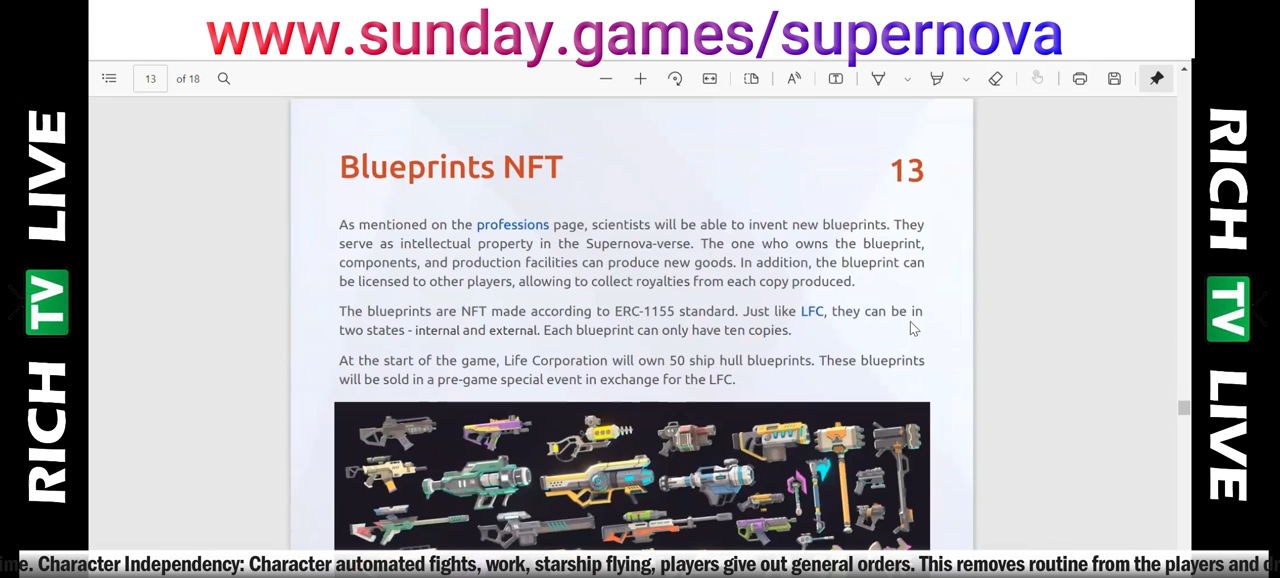 www.sunday.games/supernova
13 of 18
Blueprints NFT 13
As mentioned on the professions page, scientists will be able to invent new blueprints. They
serve as intellectual property in the Supernova-verse. The one who owns the blueprint,
components, and production facilities can produce new goods. In addition, the blueprint can
be licensed to other players, allowing to collect royalties from each copy produced.
The blueprints are NFT made according to ERC-1155 standard. Just like LFC, they can be in
two states - internal and external. Each blueprint can only have ten copies.
At the start of the game, Life Corporation will own 50 ship hull blueprints. These blueprints
will be sold in a pre-game special event in exchange for the LFC.
RICH TV LIVE
RICH TV LIVE
Character Independency: Character automated fights, work, starship flying, players give out general orders. This removes routine from the players and